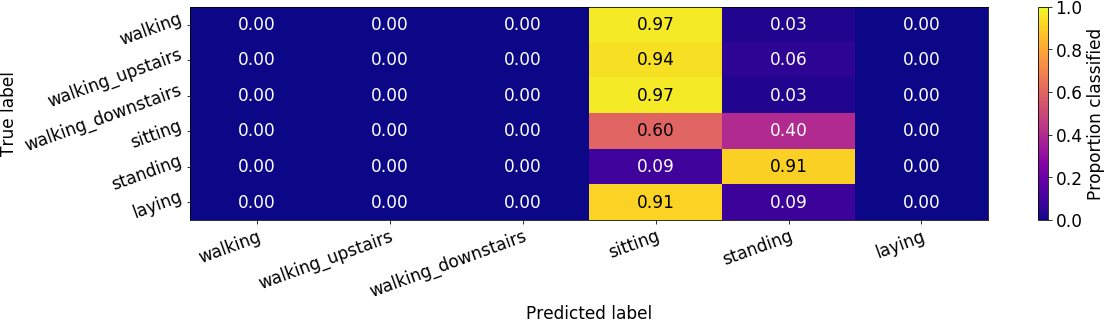 walking 0.00 0.00 0.00 0.97 0.03 0.00
walking_upstairs 0.00 0.00 0.00 0.94 0.06 0.00
walking_downstairs 0.00 0.00 0.00 0.97 0.03 0.00
sitting 0.00 0.00 0.00 0.60 0.40 0.00
standing 0.00 0.00 0.00 0.09 0.91 0.00
laying 0.00 0.00 0.00 0.91 0.09 0.00
True label
walking walking_upstairs walking_downstairs sitting standing laying
Predicted label
1.0
0.8
0.6
0.4
0.2
0.0
Proportion classified